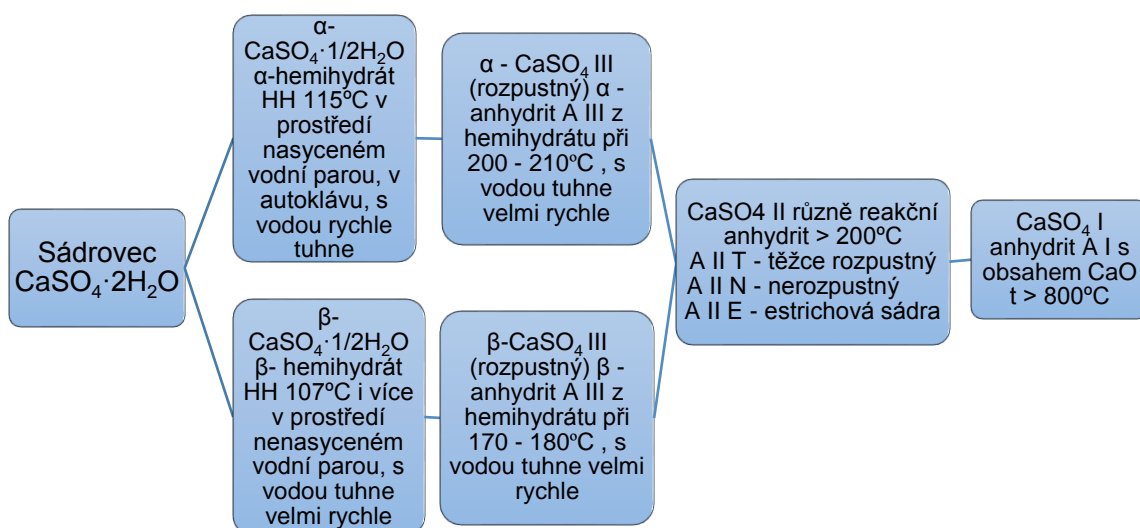 Sádrovec
CaSO₄·2H₂O
α-
CaSO₄·1/2H₂O
α-hemihydrát
HH 115ºC v
prostředí
nasyceném
vodní parou, v
autoklávu, s
vodou rychle
tuhne
α - CaSO₄ III
(rozpustný) α -
anhydrit A III z
hemihydrátu při
200 - 210ºC , s
vodou tuhne
velmi rychle
β-
CaSO₄·1/2H₂O
β- hemihydrát
HH 107ºC i více
v prostředí
nenasyceném
vodní parou, s
vodou tuhne
velmi rychle
β-CaSO₄ III
(rozpustný) β -
anhydrit A III z
hemihydrátu při
170 - 180ºC , s
vodou tuhne velmi
rychle
CaSO4 II různě reakční
anhydrit > 200ºC
A II T - těžce rozpustný
A II N - nerozpustný
A II E - estrichová sádra
CaSO₄ I
anhydrit A I s
obsahem CaO
t > 800ºC